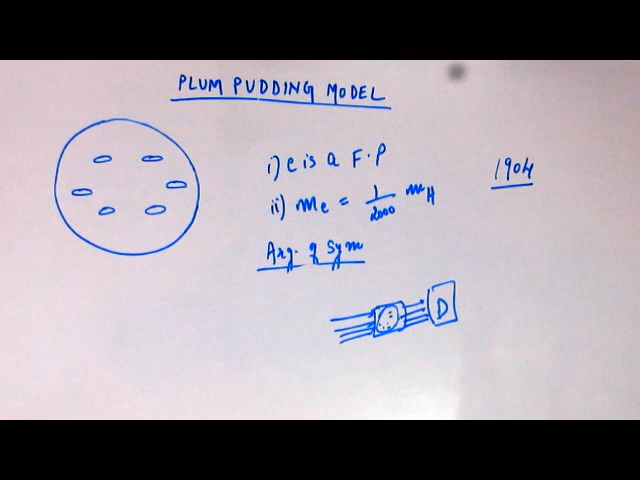 PLUM PUDDING MODEL
i) e is a F.P
1904
ii) me = 1/2000 mH
Arg. of Sym
D